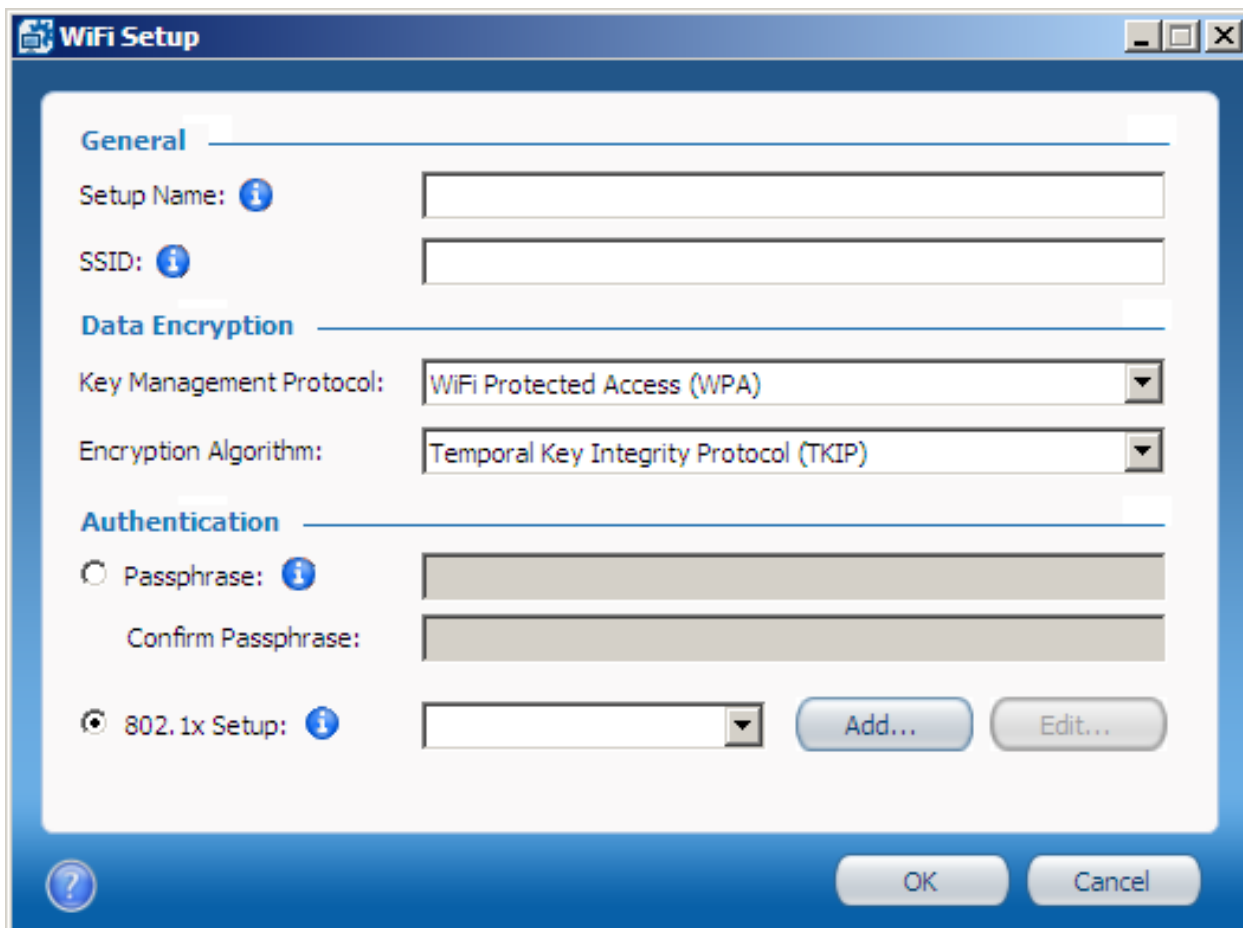 WiFi Setup
General
Setup Name:
SSID:
Data Encryption
Key Management Protocol: WiFi Protected Access (WPA)
Encryption Algorithm: Temporal Key Integrity Protocol (TKIP)
Authentication
Passphrase:
Confirm Passphrase:
802.1x Setup: Add... Edit...
? OK Cancel